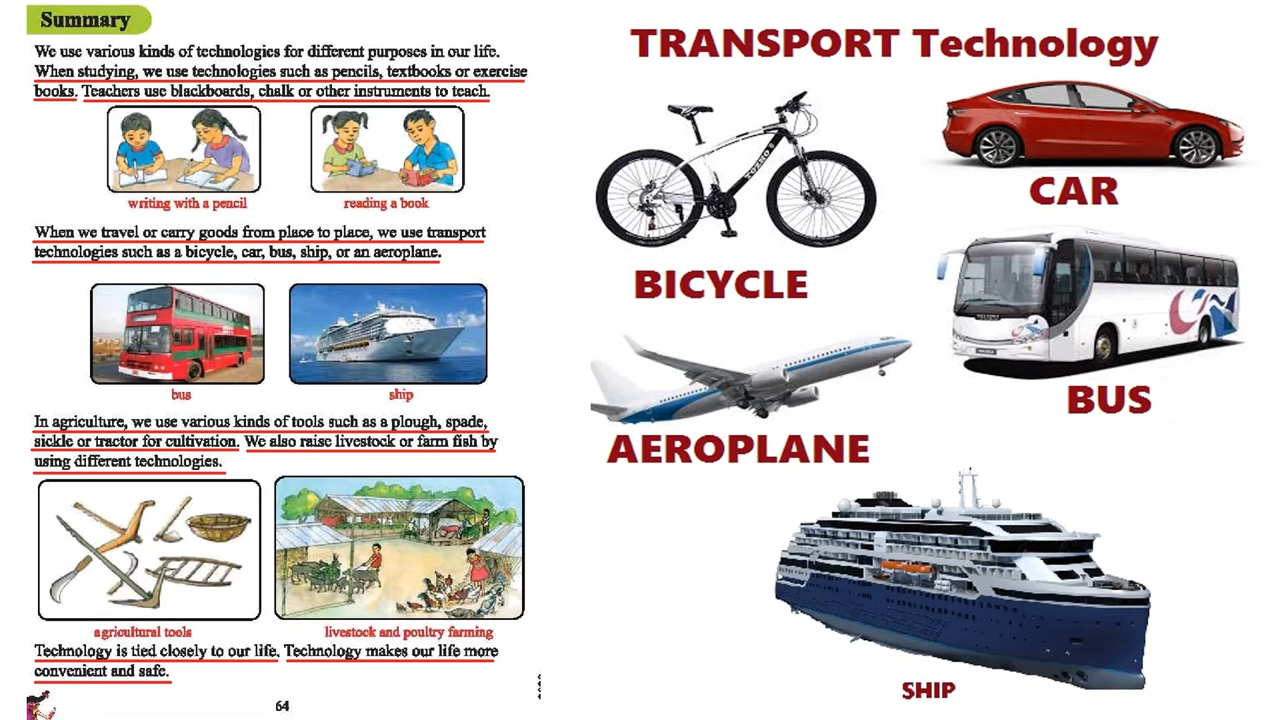 Summary
We use various kinds of technologies for different purposes in our life.
When studying, we use technologies such as pencils, textbooks or exercise
books. Teachers use blackboards, chalk or other instruments to teach.
writing with a pencil
reading a book
When we travel or carry goods from place to place, we use transport
technologies such as a bicycle, car, bus, ship, or an aeroplane.
bus
ship
In agriculture, we use various kinds of tools such as a plough, spade,
sickle or tractor for cultivation. We also raise livestock or farm fish by
using different technologies.
agricultural tools
livestock and poultry farming
Technology is tied closely to our life. Technology makes our life more
convenient and safe.
64
TRANSPORT Technology
CAR
BICYCLE
BUS
AEROPLANE
SHIP